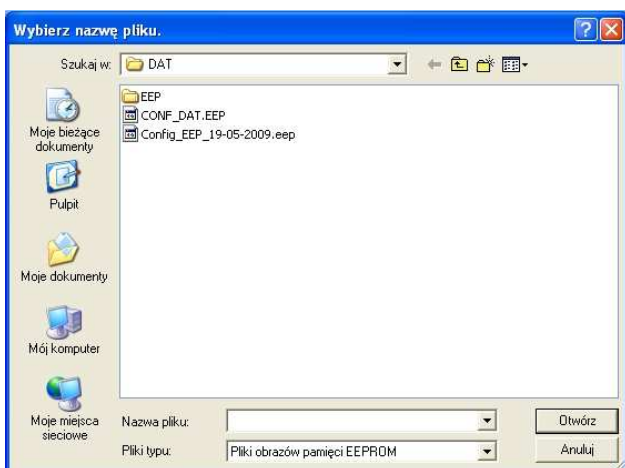 Wybierz nazwę pliku.
Szukaj w: DAT
EEP
CONF_DAT.EEP
Config_EEP_19-05-2009.eep
Moje bieżące
dokumenty
Pulpit
Moje dokumenty
Mój komputer
Moje miejsca
sieciowe
Nazwa pliku:
Otwórz
Pliki typu: Pliki obrazów pamięci EEPROM
Anuluj